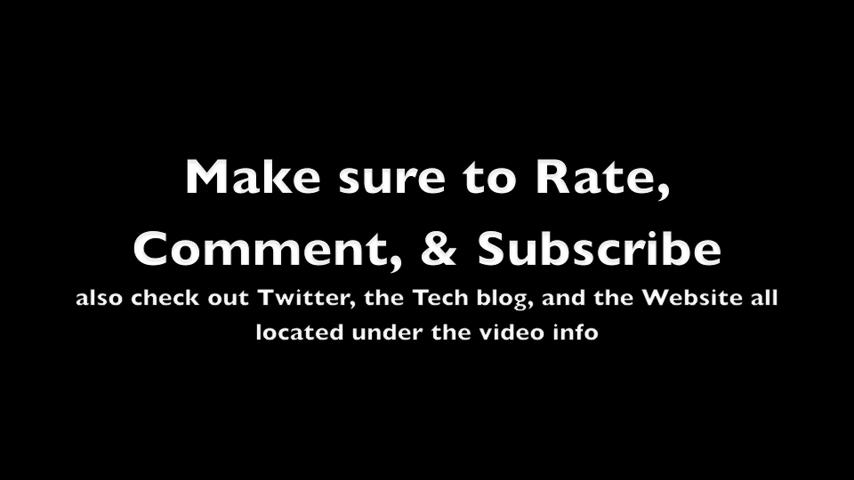 Make sure to Rate,
Comment, & Subscribe
also check out Twitter, the Tech blog, and the Website all
located under the video info